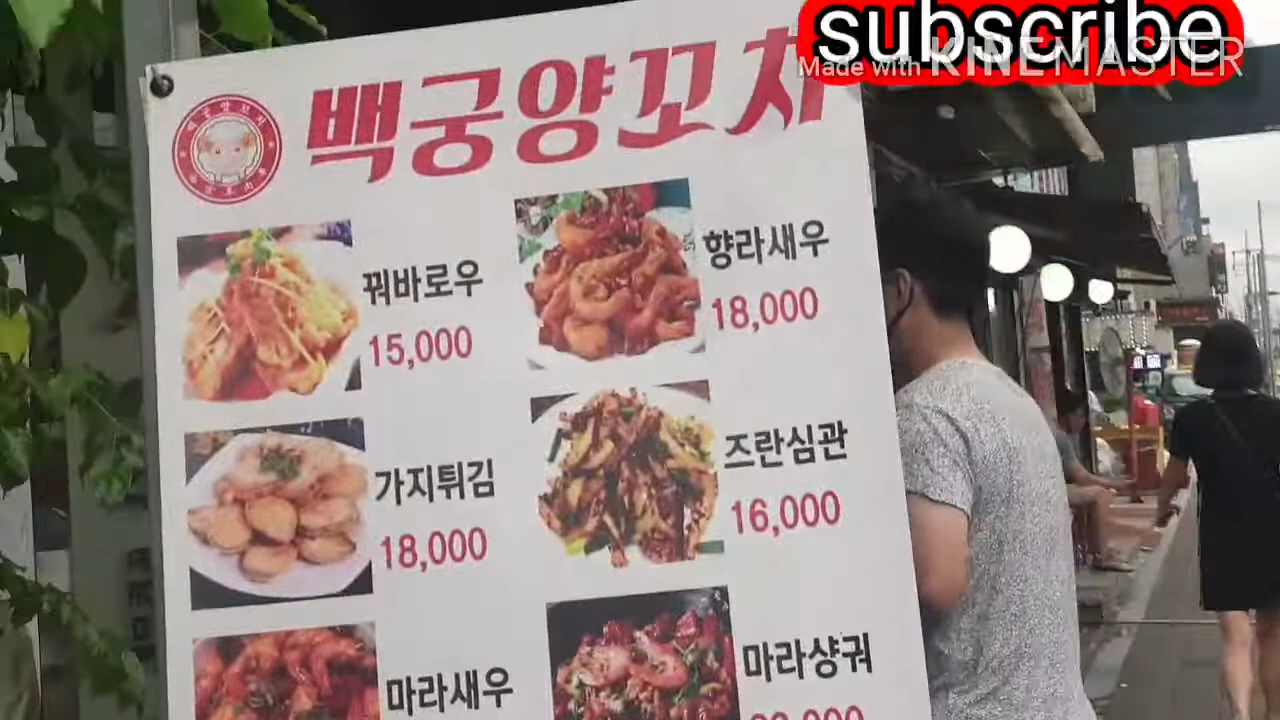 subscribe
Made with KINEMASTER
백궁양꼬치
꿔바로우
15,000
향라새우
18,000
가지튀김
18,000
즈란심관
16,000
마라새우
마라샹궈